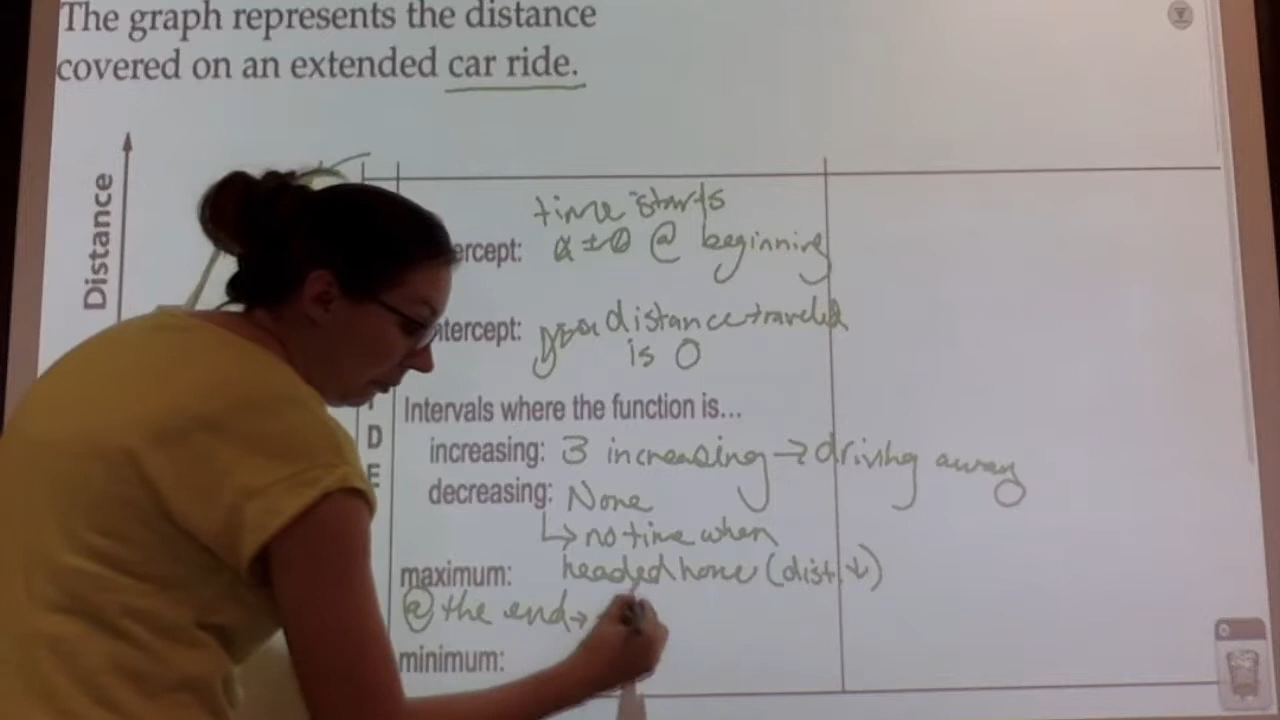 The graph represents the distance
covered on an extended car ride.
Distance
time starts
ercept: @ beginning
ntercept: distance traveled
is 0
D
E
Intervals where the function is...
increasing: 3 increasing → driving away
decreasing: None
↳ no time when
maximum: headed home (dist ↓)
@ the end →
minimum: